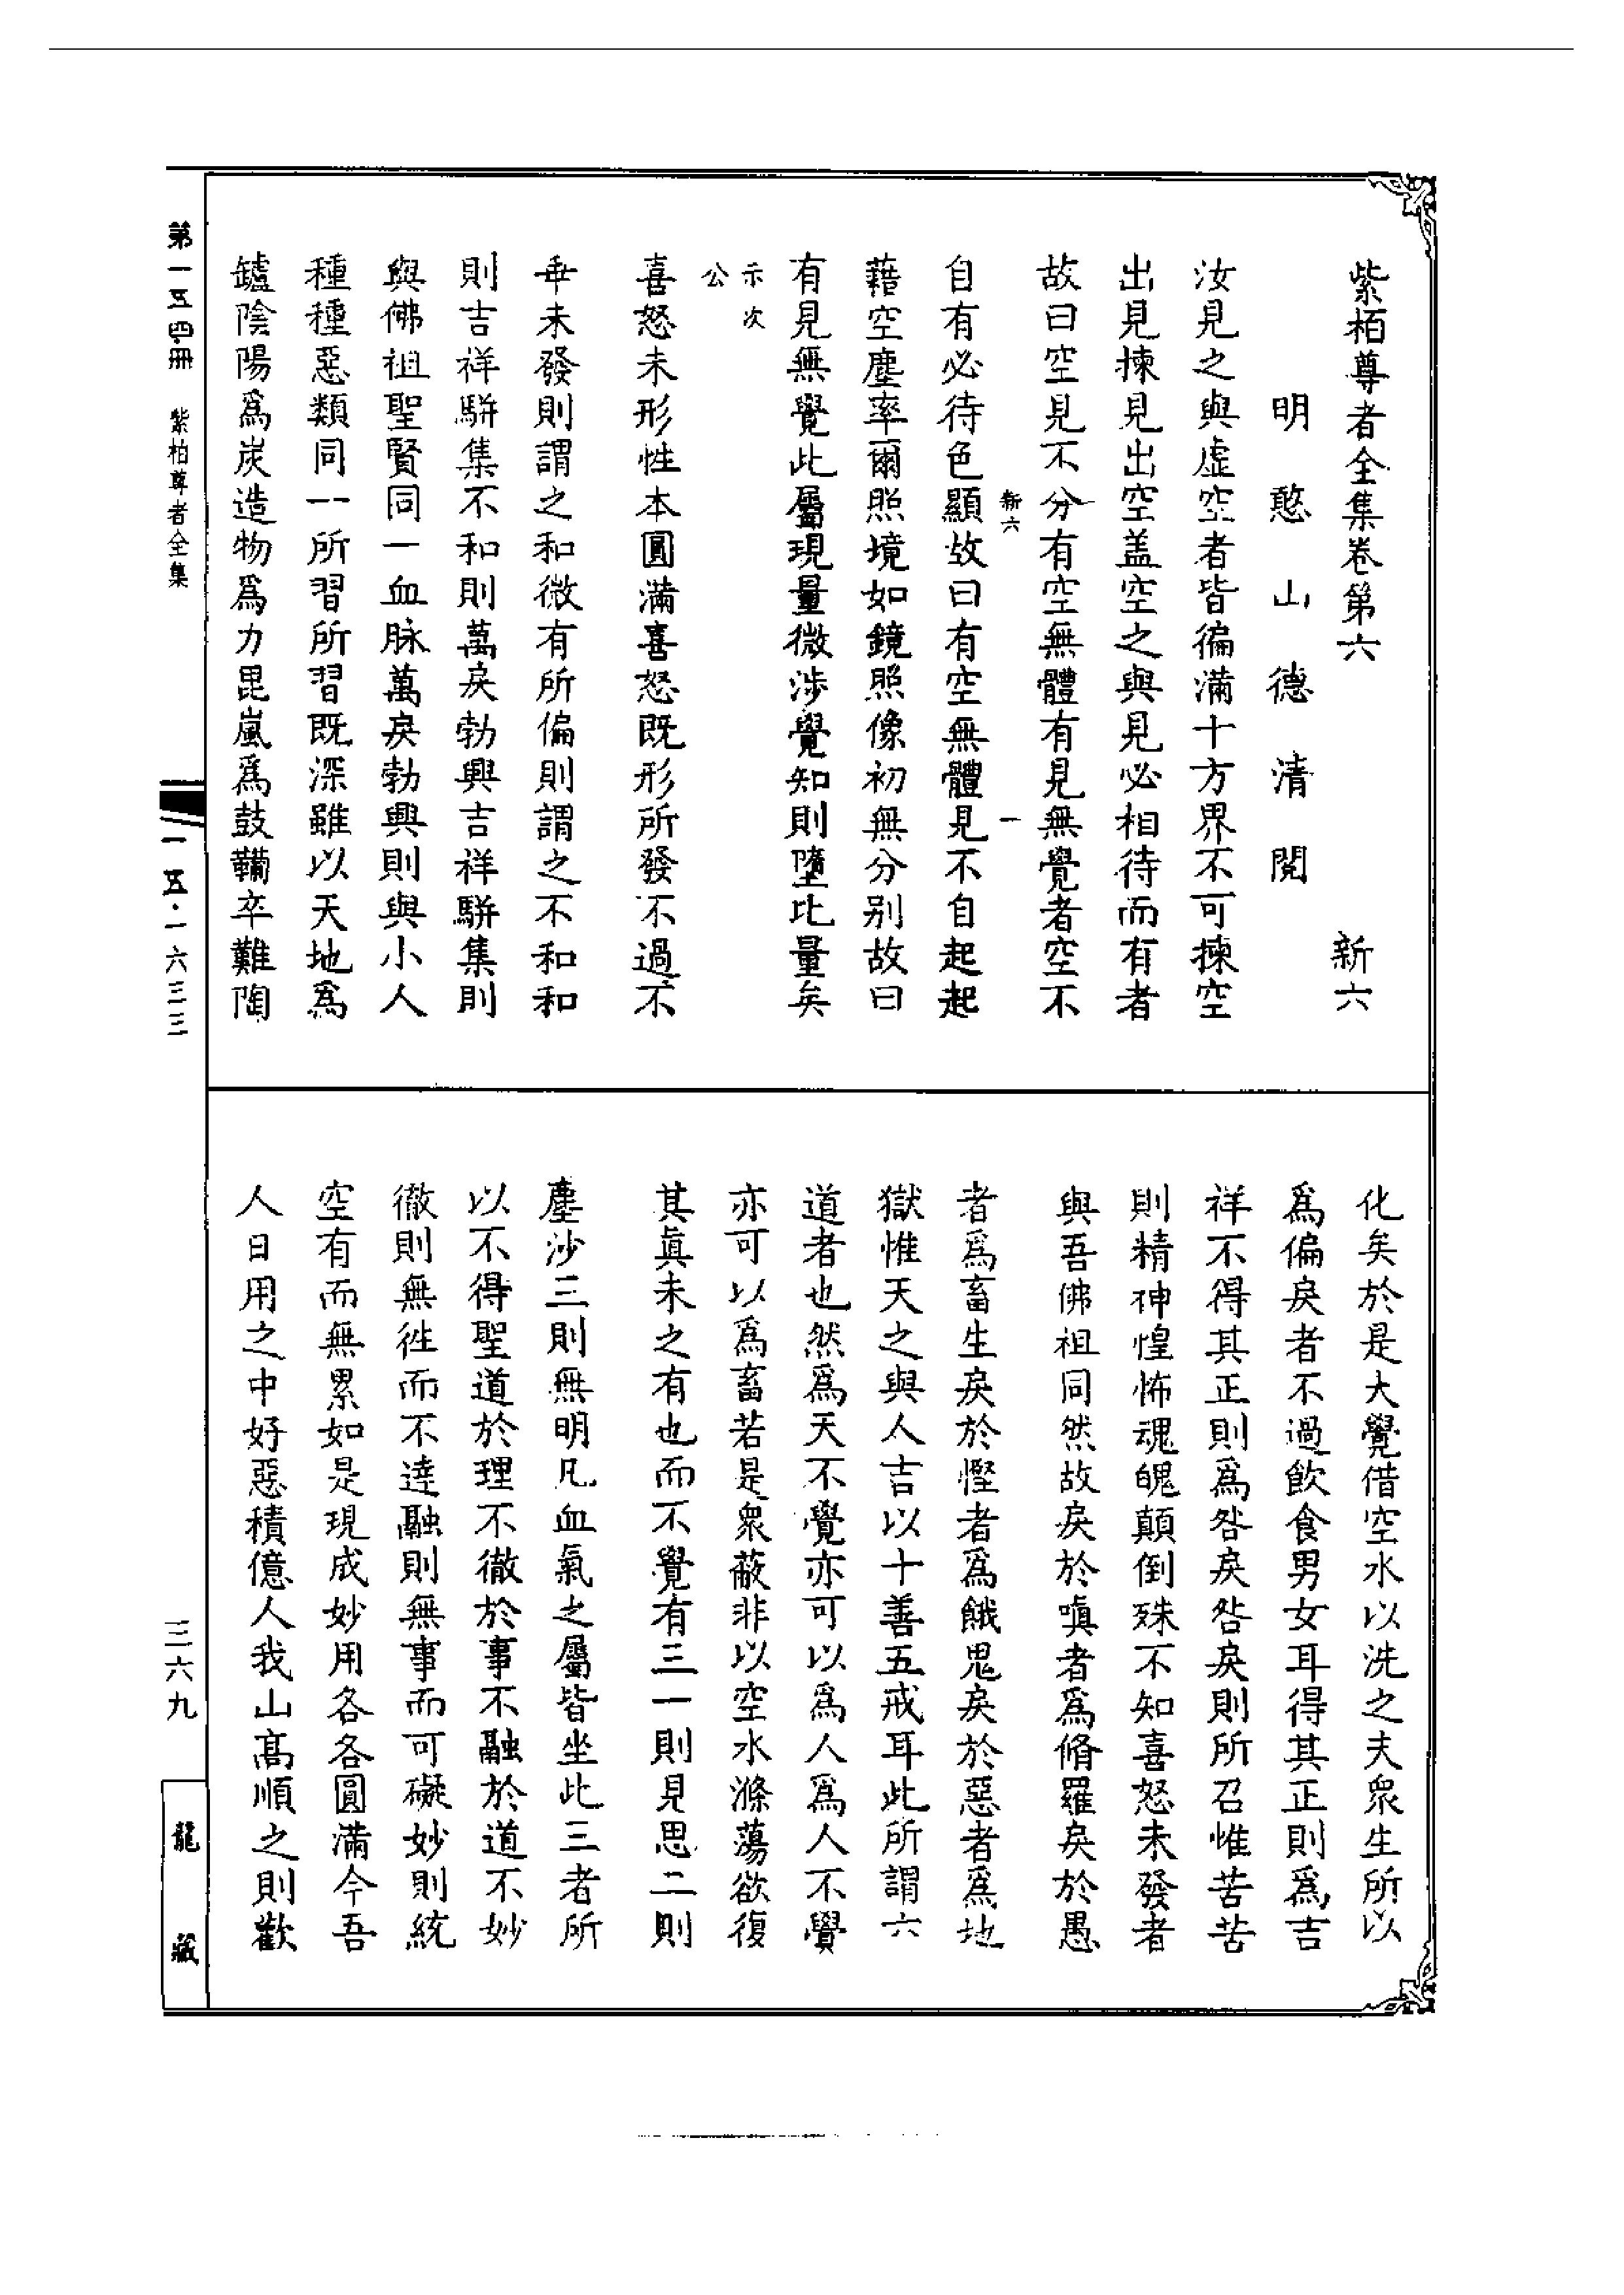 紫栢尊者全集卷第六　新六
明憨山德清閱
汝見之與虛空者皆徧滿十方界不可揀空
出見揀見出空盖空之與見必相待而有者
故曰空見不分有空無體有見無覺者空不
新六　一
自有必待色顯故曰有空無體見不自起起
藉空塵率爾照境如鏡照像初無分别故曰
有見無覺此屬現量微涉覺知則墮比量矣
示次
公
喜怒未形性本圓滿喜怒既形所發不過不
乖未發則謂之和微有所偏則謂之不和和
則吉祥騈集不和則萬戾勃興吉祥騈集則
與佛祖聖賢同一血脉萬戾勃興則與小人
種種惡類同一所習所習既深雖以天地爲
鑪陰陽爲炭造物爲力毘嵐爲鼓鞴卒難陶
化矣於是大覺借空水以洗之夫衆生所以
爲偏戾者不過飲食男女耳得其正則爲吉
祥不得其正則爲咎戾咎戾則所召惟苦苦
則精神惶怖魂魄顛倒殊不知喜怒未發者
與吾佛祖同然故戾於嗔者爲脩羅戾於愚
者爲畜生戾於慳者爲餓鬼戾於惡者爲地
獄惟天之與人吉以十善五戒耳此所謂六
道者也然爲天不覺亦可以爲人爲人不覺
亦可以爲畜若是衆蔽非以空水滌蕩欲復
其眞未之有也而不覺有三一則見思二則
塵沙三則無明凡血氣之屬皆坐此三者所
以不得聖道於理不徹於事不融於道不妙
徹則無徃而不達融則無事而可礙妙則統
空有而無累如是現成妙用各各圓滿今吾
人日用之中好惡積億人我山髙順之則歡
第一五四册　紫柏尊者全集　一五·一六三三　三六九　龍藏